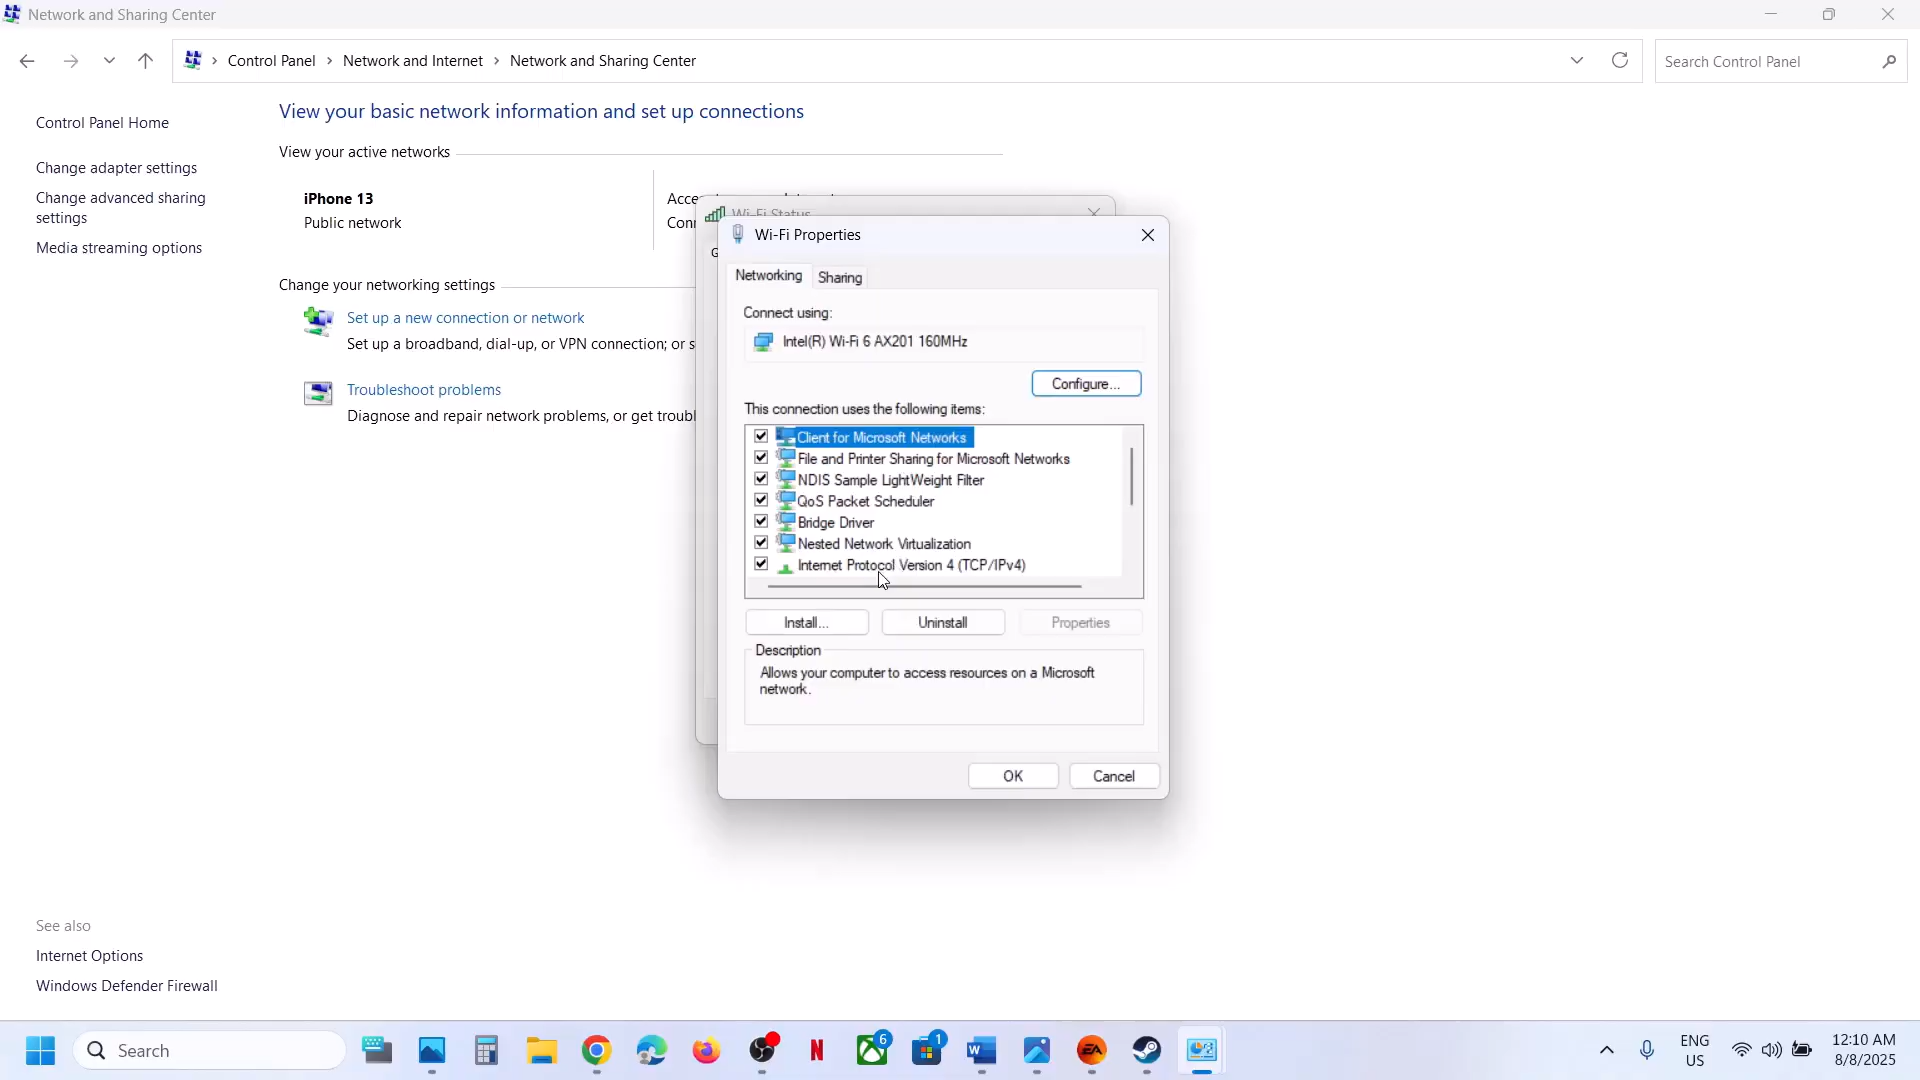 Network and Sharing Center
Control Panel > Network and Internet > Network and Sharing Center
Search Control Panel
Control Panel Home
Change adapter settings
Change advanced sharing
settings
Media streaming options
View your basic network information and set up connections
View your active networks
iPhone 13
Public network
Change your networking settings
Set up a new connection or network
Set up a broadband, dial-up, or VPN connection; or
Troubleshoot problems
Diagnose and repair network problems, or get
Wi-Fi Status
Wi-Fi Properties
Networking
Sharing
Connect using:
Intel(R) Wi-Fi 6 AX201 160MHz
Configure...
This connection uses the following items:
Client for Microsoft Networks
File and Printer Sharing for Microsoft Networks
NDIS Sample LightWeight Filter
QoS Packet Scheduler
Bridge Driver
Nested Network Virtualization
Internet Protocol Version 4 (TCP/IPv4)
Install...
Uninstall
Properties
Description
Allows your computer to access resources on a Microsoft
network.
OK
Cancel
See also
Internet Options
Windows Defender Firewall
Search
N
6
1
W
EA
ENG
US
12:10 AM
8/8/2025